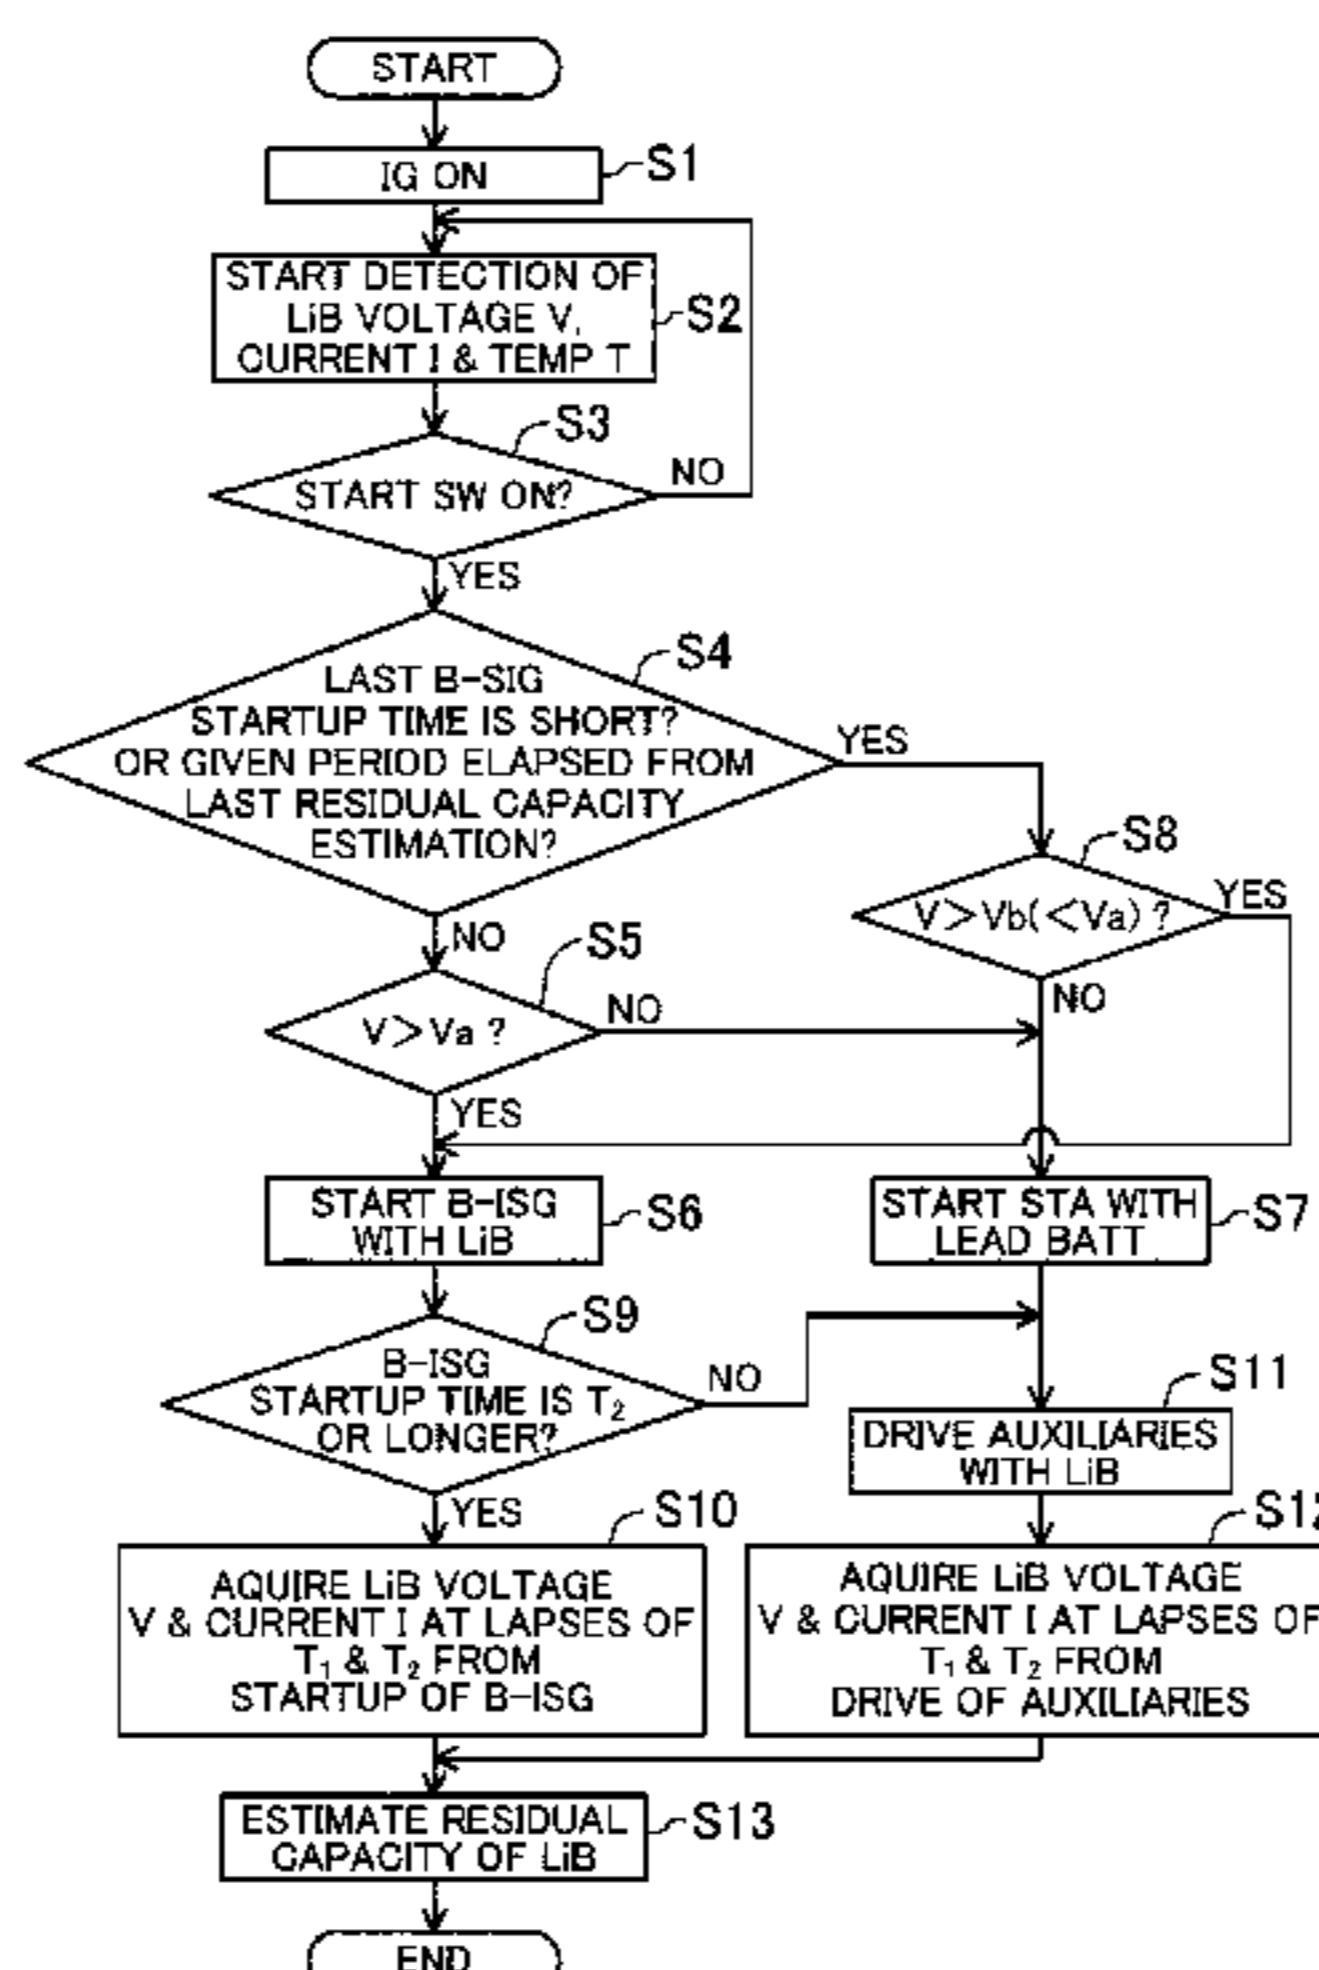 START
IG ON
S1
START DETECTION OF
LiB VOLTAGE V,
CURRENT I & TEMP T
S2
S3
START SW ON?
NO
YES
S4
LAST B-SIG
STARTUP TIME IS SHORT?
OR GIVEN PERIOD ELAPSED FROM
LAST RESIDUAL CAPACITY
ESTIMATION?
YES
NO
S8
V>Vb(<Va) ?
YES
NO
S5
V>Va ?
NO
YES
START B-ISG
WITH LiB
S6
START STA WITH
LEAD BATT
S7
S9
B-ISG
STARTUP TIME IS T₂
OR LONGER?
NO
YES
S11
DRIVE AUXILIARIES
WITH LiB
S10
AQUIRE LiB VOLTAGE
V & CURRENT I AT LAPSES OF
T₁ & T₂ FROM
STARTUP OF B-ISG
S12
AQUIRE LiB VOLTAGE
V & CURRENT I AT LAPSES OF
T₁ & T₂ FROM
DRIVE OF AUXILIARIES
ESTIMATE RESIDUAL
CAPACITY OF LiB
S13
END